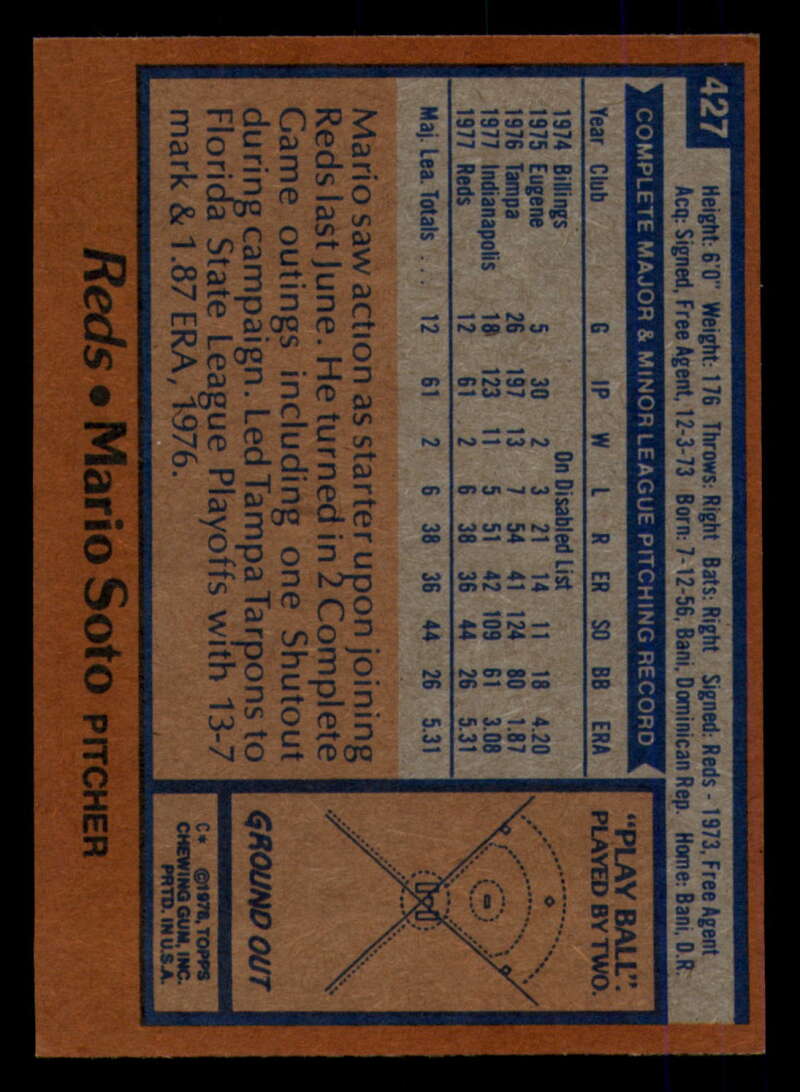 427
Height: 6'0" Weight: 176 Throws: Right Bats: Right Signed: Reds - 1973, Free Agent
Acq. Signed, Free Agent, 12-3-73 Born: 7-12-56, Bani, Dominican Rep. Home: Bani, D.R.
COMPLETE MAJOR & MINOR LEAGUE PITCHING RECORD
Year Club G IP W L R ER SO BB ERA
1974 Billings On Disabled List
1975 Eugene 5 30 2 3 21 14 11 18 4.20
1976 Tampa 26 197 13 7 54 41 124 80 1.87
1977 Indianapolis 18 123 11 5 51 42 109 61 3.08
1977 Reds 12 61 2 6 38 36 44 26 5.31
Maj. Lea. Totals . . . 12 61 2 6 38 36 44 26 5.31
Mario saw action as starter upon joining
Reds last June. He turned in 2 Complete
Game outings including one Shutout
during campaign. Led Tampa Tarpons to
Florida State League Playoffs with 13-7
mark & 1.87 ERA, 1976.
"PLAY BALL":
PLAYED BY TWO.
GROUND OUT
C* ©1978, TOPPS
CHEWING GUM, INC.
PRTD. IN U.S.A.
Reds • Mario Soto PITCHER